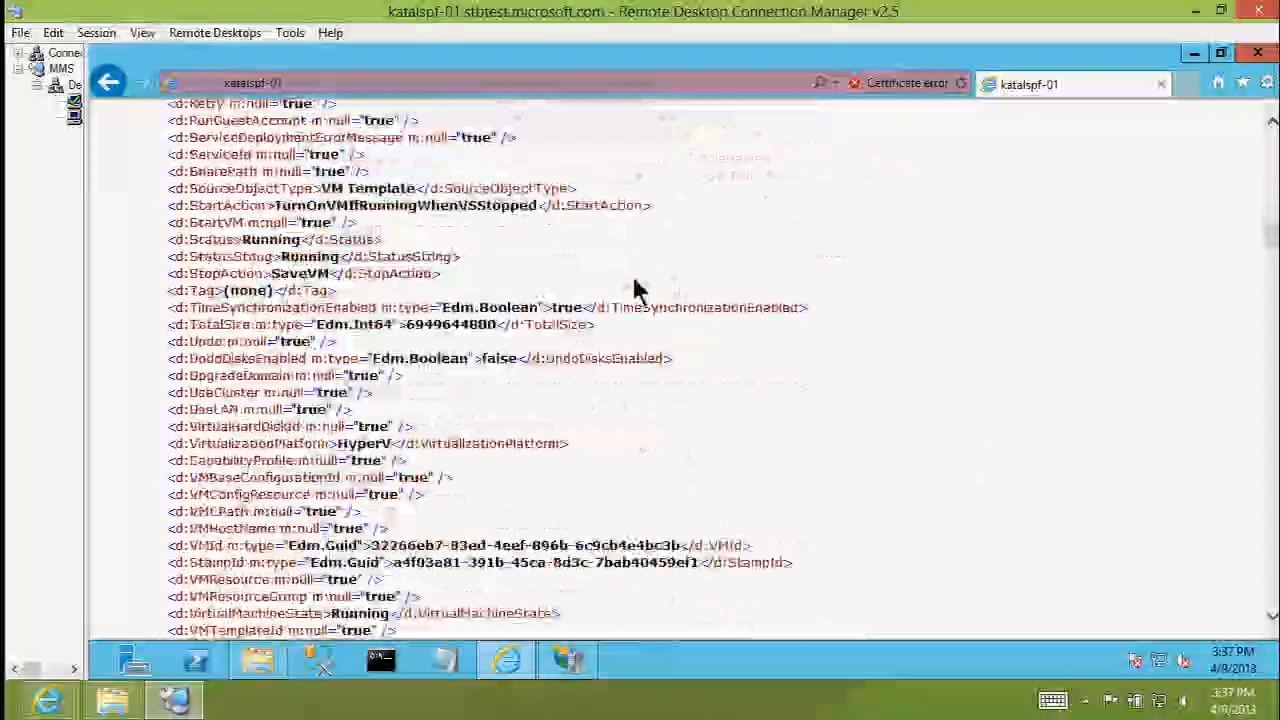 katalspf-01.stbtest.microsoft.com - Remote Desktop Connection Manager v2.5
File Edit Session View Remote Desktops Tools Help
Connec
MMS
De
katalspf-01
Certificate error
katalspf-01
<d:Retry m:null="true" />
<d:RunGuestAccount m:null="true" />
<d:ServiceDeploymentErrorMessage m:null="true" />
<d:ServiceId m:null="true" />
<d:SharePath m:null="true" />
<d:SourceObjectType>VM Template</d:SourceObjectType>
<d:StartAction>TurnOnVMIfRunningWhenVSStopped</d:StartAction>
<d:StartVM m:null="true" />
<d:Status>Running</d:Status>
<d:StatusString>Running</d:StatusString>
<d:StopAction>SaveVM</d:StopAction>
<d:Tag>(none)</d:Tag>
<d:TimeSynchronizationEnabled m:type="Edm.Boolean">true</d:TimeSynchronizationEnabled>
<d:TotalSize m:type="Edm.Int64">6949644800</d:TotalSize>
<d:Undo m:null="true" />
<d:UndoDisksEnabled m:type="Edm.Boolean">false</d:UndoDisksEnabled>
<d:UpgradeDomain m:null="true" />
<d:UseCluster m:null="true" />
<d:UseLAN m:null="true" />
<d:VirtualHardDiskId m:null="true" />
<d:VirtualizationPlatform>HyperV</d:VirtualizationPlatform>
<d:CapabilityProfile m:null="true" />
<d:VMBaseConfigurationId m:null="true" />
<d:VMConfigResource m:null="true" />
<d:VMCPath m:null="true" />
<d:VMHostName m:null="true" />
<d:VMId m:type="Edm.Guid">32266eb7-83ed-4eef-896b-6c9cb4e4bc3b</d:VMId>
<d:StampId m:type="Edm.Guid">a4f03e81-391b-45ca-8d3c-7bab40459ef1</d:StampId>
<d:VMResource m:null="true" />
<d:VMResourceGroup m:null="true" />
<d:VirtualMachineState>Running</d:VirtualMachineState>
<d:VMTemplateId m:null="true" />
3:37 PM
4/9/2013
3:37 PM
4/9/2013